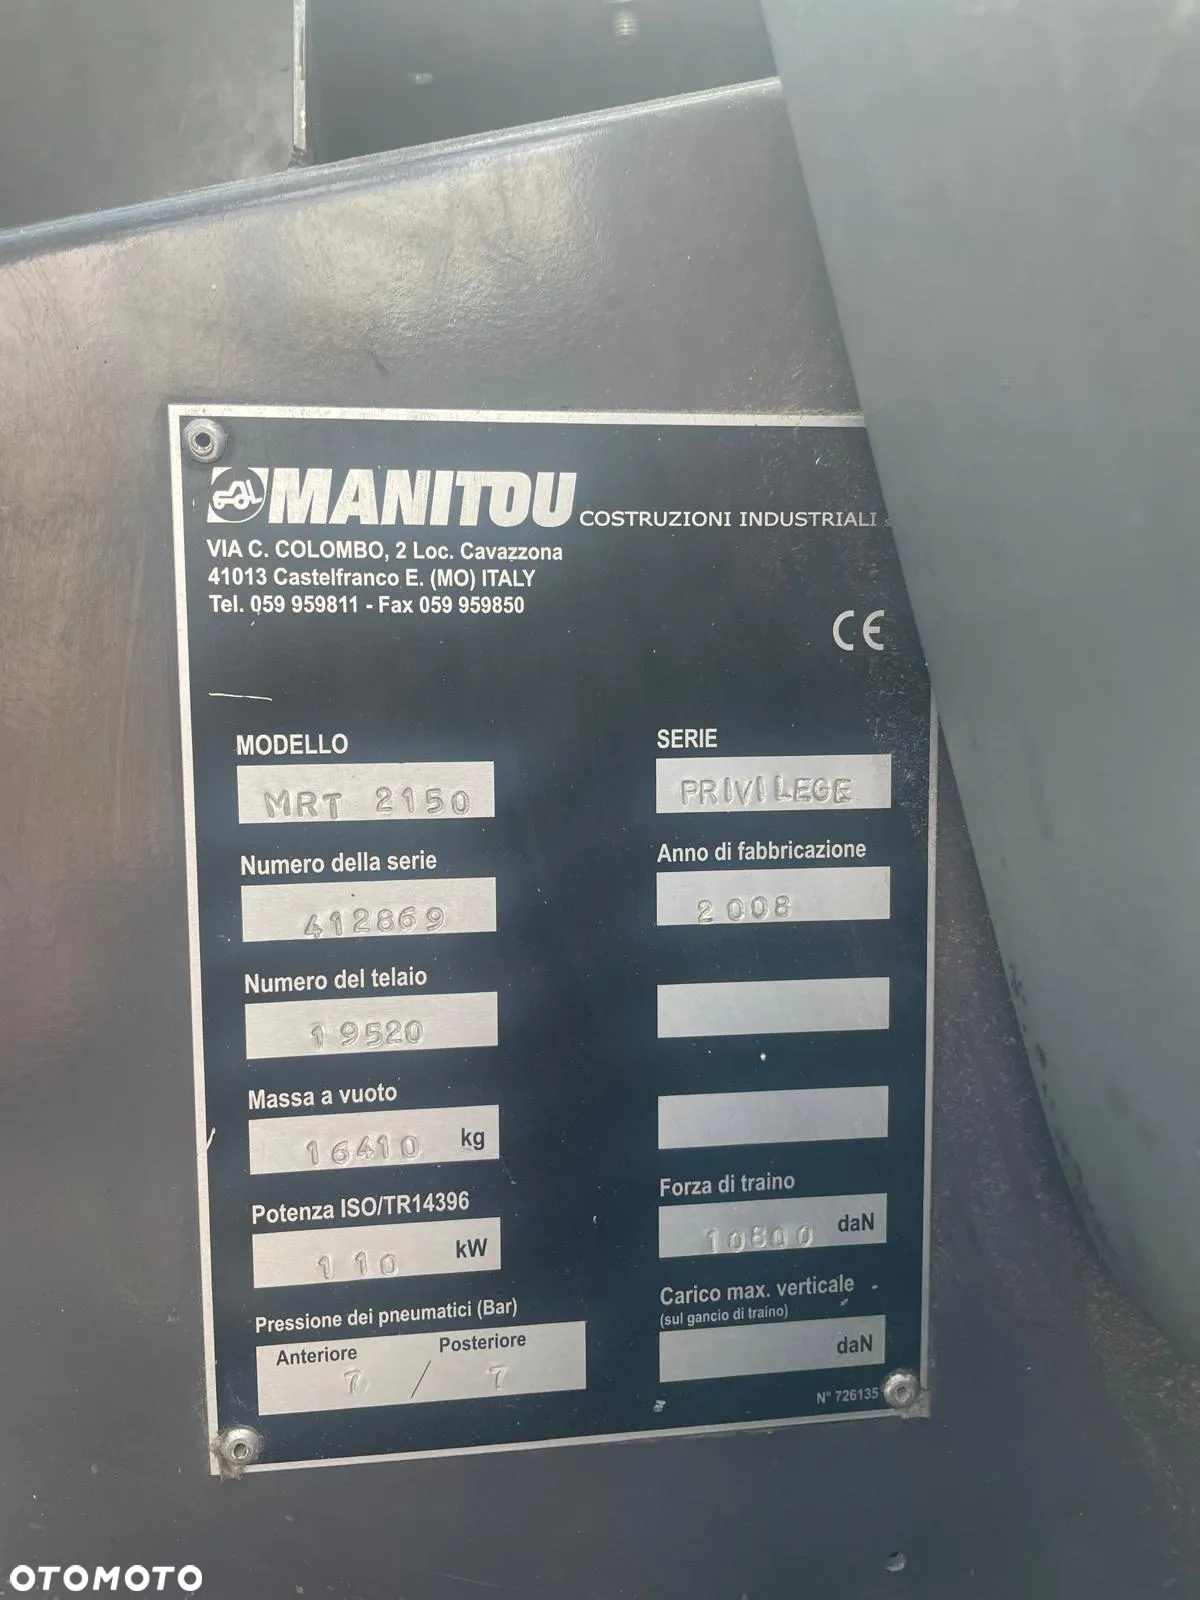 MANITOU COSTRUZIONI INDUSTRIALI
VIA C. COLOMBO, 2 Loc. Cavazzona
41013 Castelfranco E. (MO) ITALY
Tel. 059 959811 - Fax 059 959850
CE
MODELLO
MRT 2150
SERIE
PRIVILEGE
Numero della serie
412869
Anno di fabbricazione
2008
Numero del telaio
19520
Massa a vuoto
16410 kg
Potenza ISO/TR14396
110 kW
Forza di traino
10800 daN
Pressione dei pneumatici (Bar)
Anteriore / Posteriore
7 7
Carico max. verticale
(sul gancio di traino)
daN
N° 726135
OTOMOTO